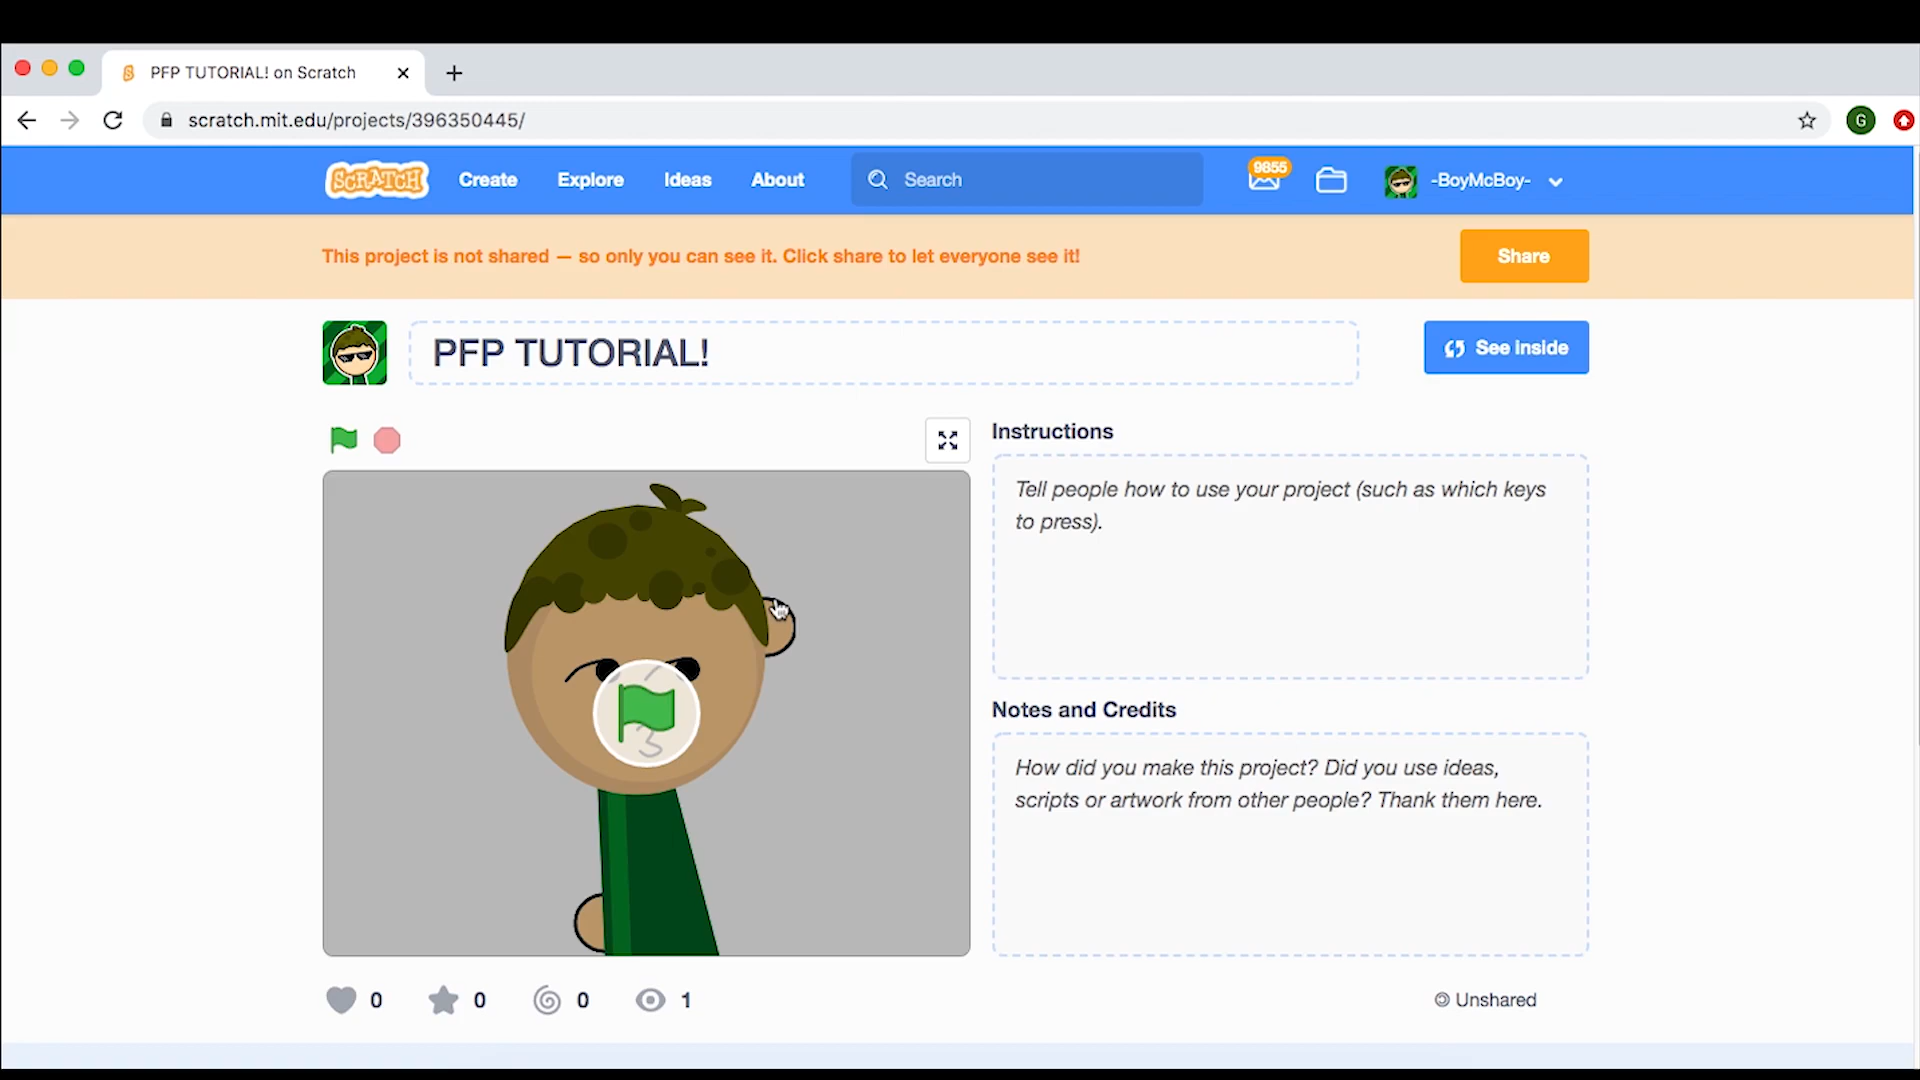 PFP TUTORIAL! on Scratch
scratch.mit.edu/projects/396350445/
G
SCRATCH
Create
Explore
Ideas
About
Search
9855
-BoyMcBoy-
This project is not shared — so only you can see it. Click share to let everyone see it!
Share
PFP TUTORIAL!
See inside
Instructions
Tell people how to use your project (such as which keys
to press).
Notes and Credits
How did you make this project? Did you use ideas,
scripts or artwork from other people? Thank them here.
0
0
0
1
Unshared